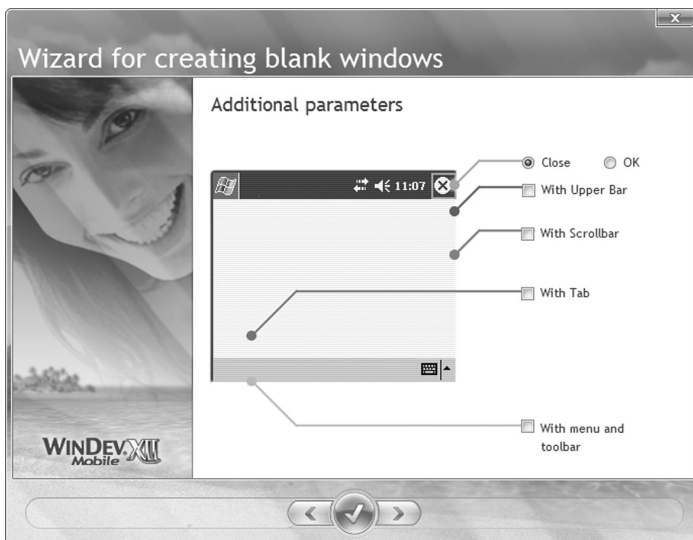 x
Wizard for creating blank windows
Additional parameters
11:07
Close OK
With Upper Bar
With Scrollbar
With Tab
With menu and
toolbar
WINDEV XII
Mobile